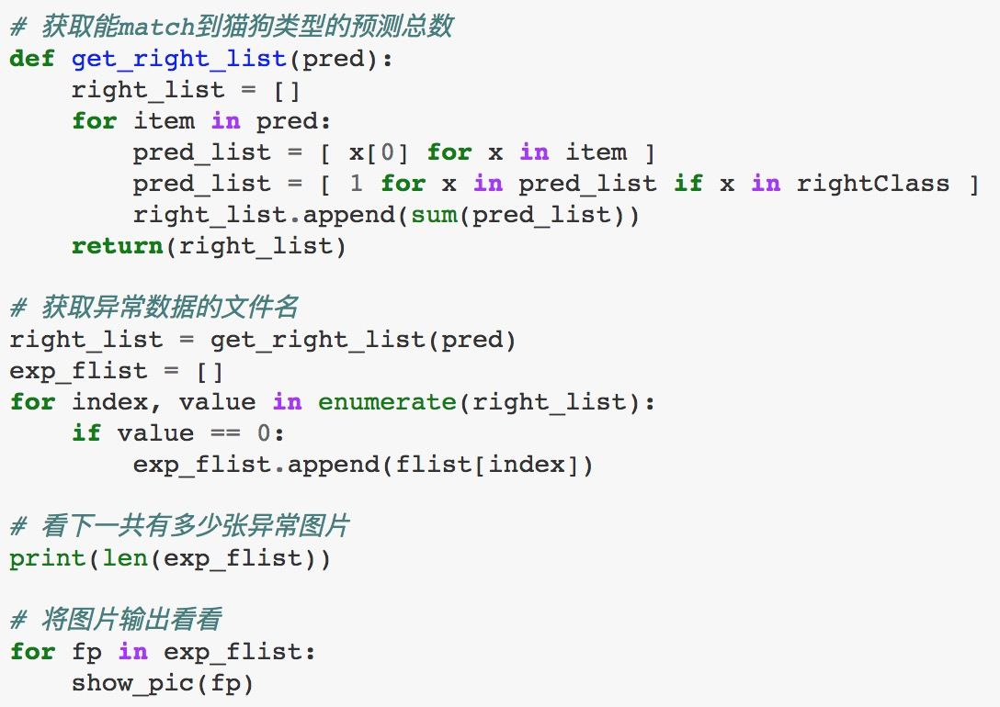 # 获取能match到猫狗类型的预测总数
def get_right_list(pred):
    right_list = []
    for item in pred:
        pred_list = [ x[0] for x in item ]
        pred_list = [ 1 for x in pred_list if x in rightClass ]
        right_list.append(sum(pred_list))
    return(right_list)

# 获取异常数据的文件名
right_list = get_right_list(pred)
exp_flist = []
for index, value in enumerate(right_list):
    if value == 0:
        exp_flist.append(flist[index])

# 看下一共有多少张异常图片
print(len(exp_flist))

# 将图片输出看看
for fp in exp_flist:
    show_pic(fp)